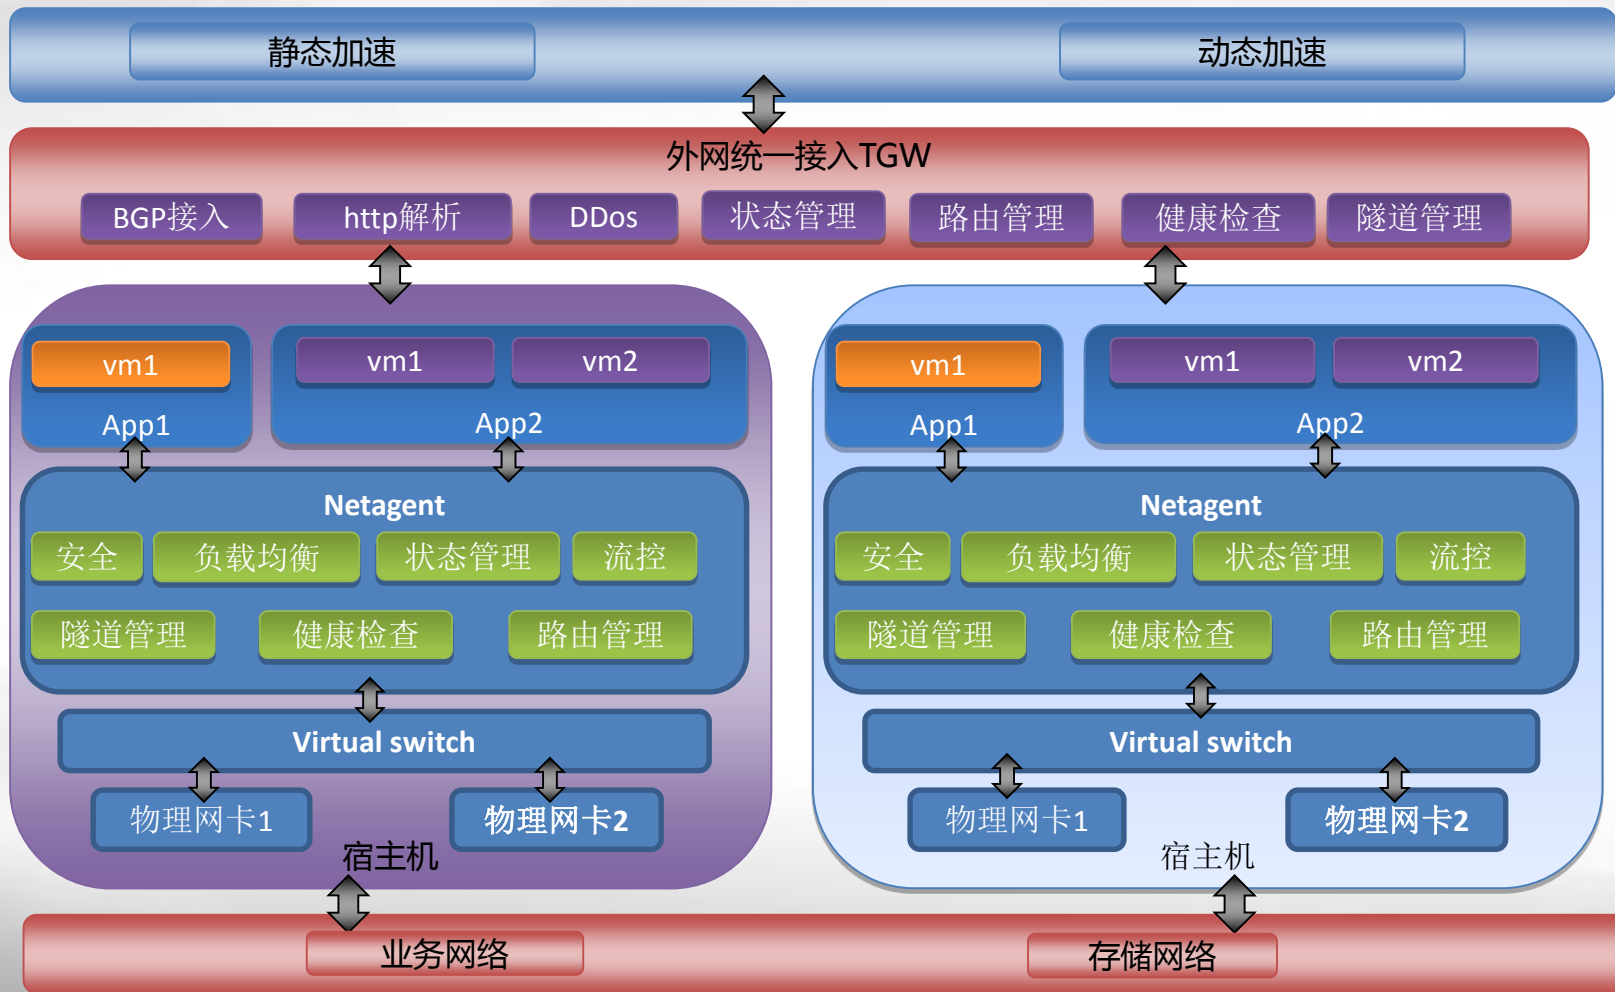 静态加速
动态加速
外网统一接入TGW
BGP接入
http解析
DDos
状态管理
路由管理
健康检查
隧道管理
vm1
App1
vm1
vm2
App2
Netagent
安全
负载均衡
状态管理
流控
隧道管理
健康检查
路由管理
Virtual switch
物理网卡1
物理网卡2
宿主机
vm1
App1
vm1
vm2
App2
Netagent
安全
负载均衡
状态管理
流控
隧道管理
健康检查
路由管理
Virtual switch
物理网卡1
物理网卡2
宿主机
业务网络
存储网络